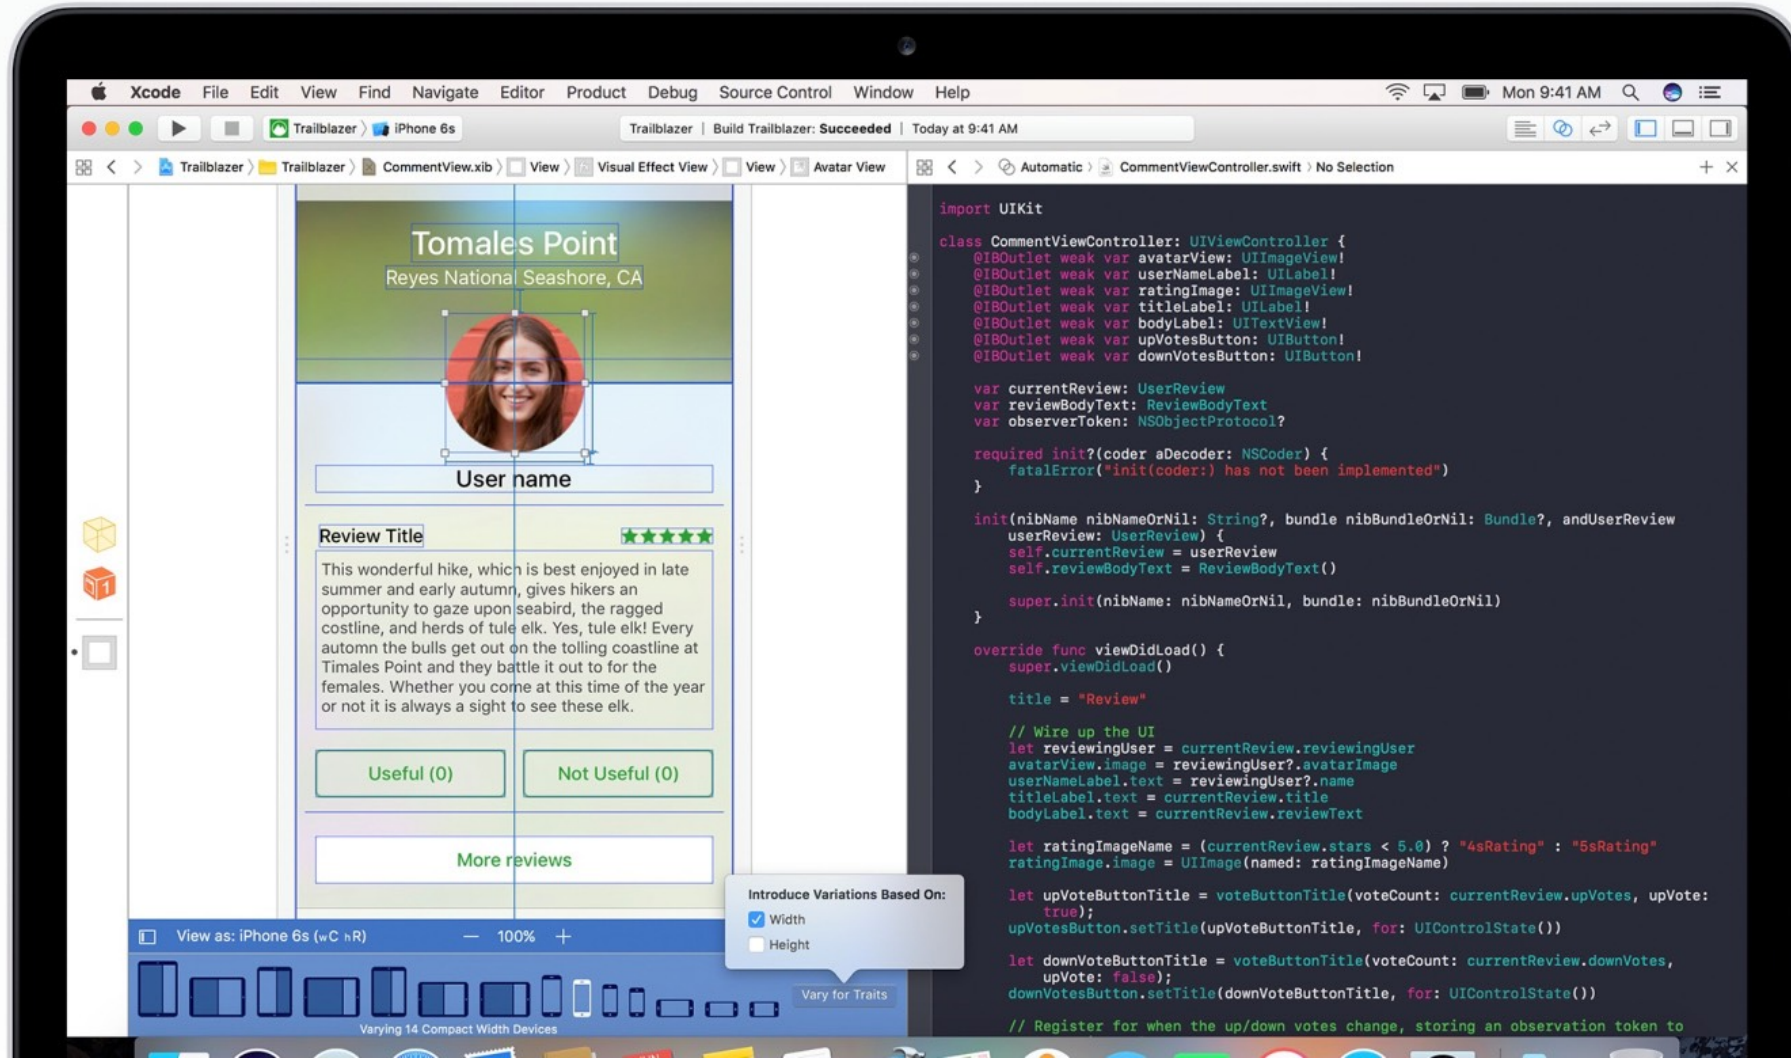 Xcode File Edit View Find Navigate Editor Product Debug Source Control Window Help Mon 9:41 AM
Trailblazer iPhone 6s Trailblazer | Build Trailblazer: Succeeded | Today at 9:41 AM
Trailblazer Trailblazer CommentView.xib View Visual Effect View View Avatar View
Automatic CommentViewController.swift No Selection
Tomales Point
Reyes National Seashore, CA
User name
Review Title
This wonderful hike, which is best enjoyed in late
summer and early autumn, gives hikers an
opportunity to gaze upon seabird, the ragged
costline, and herds of tule elk. Yes, tule elk! Every
automn the bulls get out on the tolling coastline at
Timales Point and they battle it out to for the
females. Whether you come at this time of the year
or not it is always a sight to see these elk.
Useful (0) Not Useful (0)
More reviews
Introduce Variations Based On:
Width
Height
View as: iPhone 6s (wC hR) — 100% +
Vary for Traits
Varying 14 Compact Width Devices
import UIKit
class CommentViewController: UIViewController {
@IBOutlet weak var avatarView: UIImageView!
@IBOutlet weak var userNameLabel: UILabel!
@IBOutlet weak var ratingImage: UIImageView!
@IBOutlet weak var titleLabel: UILabel!
@IBOutlet weak var bodyLabel: UITextView!
@IBOutlet weak var upVotesButton: UIButton!
@IBOutlet weak var downVotesButton: UIButton!
var currentReview: UserReview
var reviewBodyText: ReviewBodyText
var observerToken: NSObjectProtocol?
required init?(coder aDecoder: NSCoder) {
fatalError("init(coder:) has not been implemented")
}
init(nibName nibNameOrNil: String?, bundle nibBundleOrNil: Bundle?, andUserReview
userReview: UserReview) {
self.currentReview = userReview
self.reviewBodyText = ReviewBodyText()
super.init(nibName: nibNameOrNil, bundle: nibBundleOrNil)
}
override func viewDidLoad() {
super.viewDidLoad()
title = "Review"
// Wire up the UI
let reviewingUser = currentReview.reviewingUser
avatarView.image = reviewingUser?.avatarImage
userNameLabel.text = reviewingUser?.name
titleLabel.text = currentReview.title
bodyLabel.text = currentReview.reviewText
let ratingImageName = (currentReview.stars < 5.0) ? "4sRating" : "5sRating"
ratingImage.image = UIImage(named: ratingImageName)
let upVoteButtonTitle = voteButtonTitle(voteCount: currentReview.upVotes, upVote:
true);
upVotesButton.setTitle(upVoteButtonTitle, for: UIControlState())
let downVoteButtonTitle = voteButtonTitle(voteCount: currentReview.downVotes,
upVote: false);
downVotesButton.setTitle(downVoteButtonTitle, for: UIControlState())
// Register for when the up/down votes change, storing an observation token to